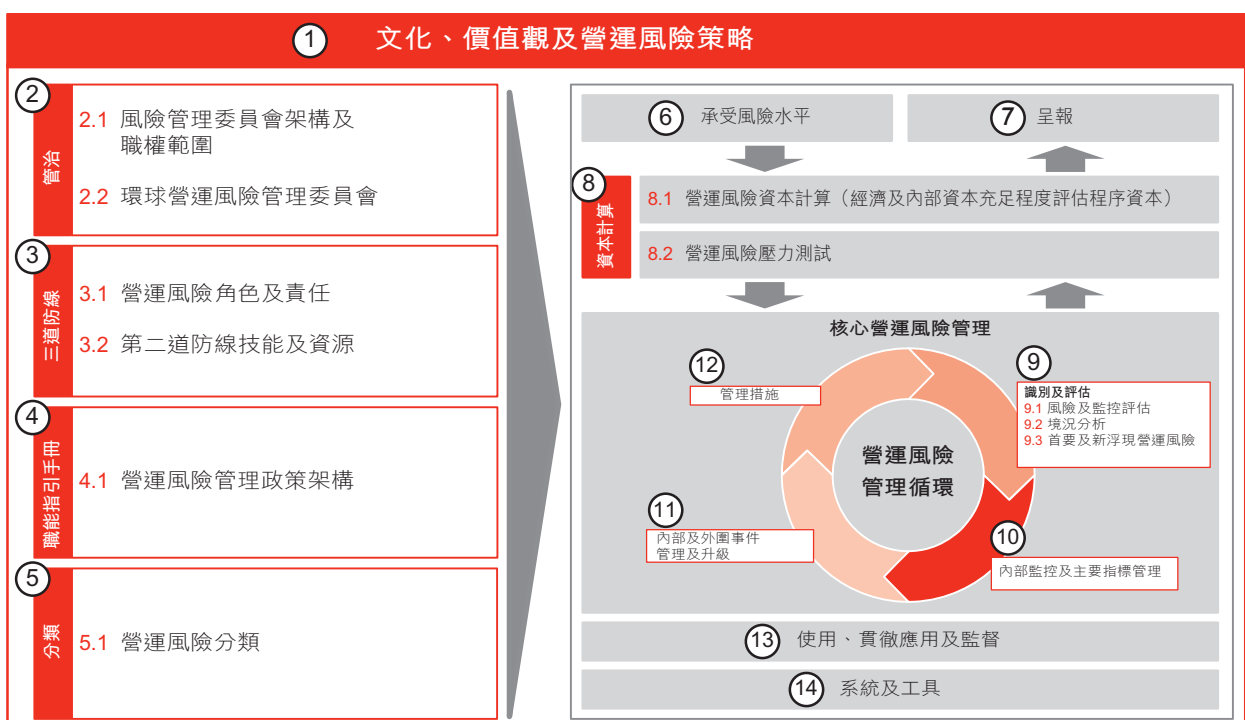 1 文化、價值觀及營運風險策略
2
管治
2.1 風險管理委員會架構及
職權範圍
2.2 環球營運風險管理委員會
3
三道防線
3.1 營運風險角色及責任
3.2 第二道防線技能及資源
4
職能指引手冊
4.1 營運風險管理政策架構
5
分類
5.1 營運風險分類
6 承受風險水平
7 呈報
8
資本計算
8.1 營運風險資本計算（經濟及內部資本充足程度評估程序資本）
8.2 營運風險壓力測試
核心營運風險管理
12
管理措施
9
識別及評估
9.1 風險及監控評估
9.2 境況分析
9.3 首要及新浮現營運風險
營運風險
管理循環
11
內部及外圍事件
管理及升級
10
內部監控及主要指標管理
13 使用、貫徹應用及監督
14 系統及工具